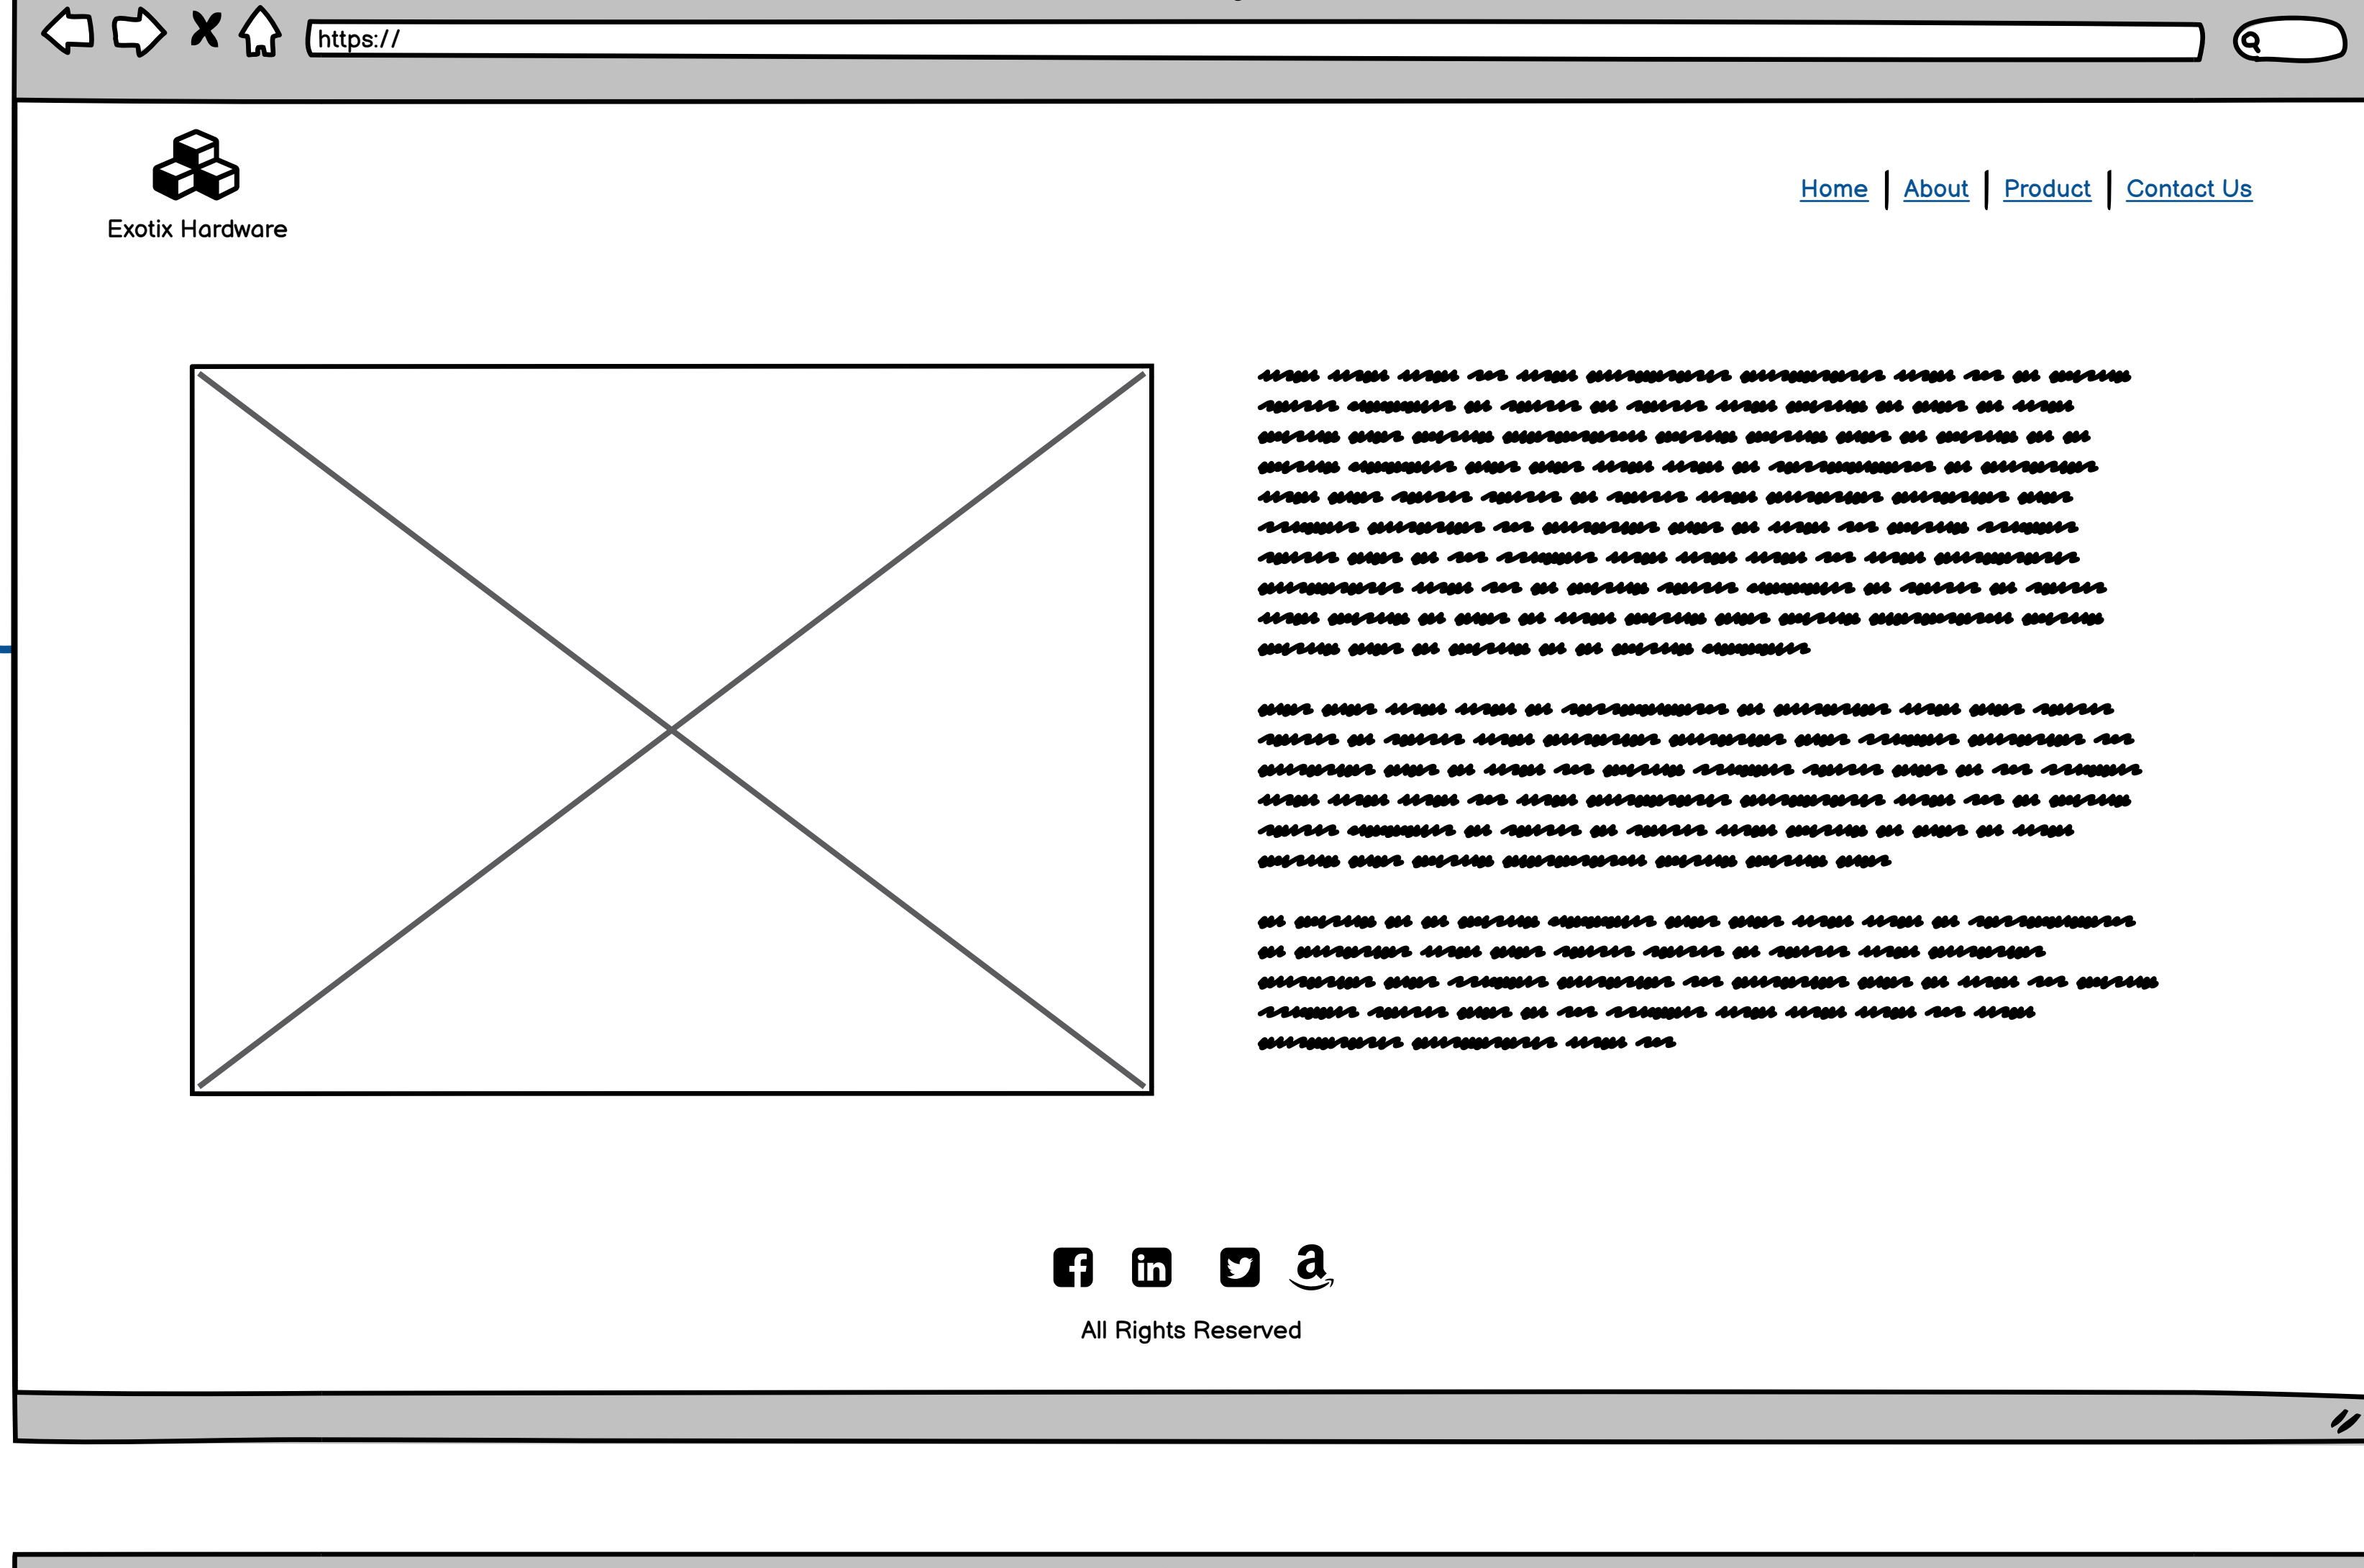 https://
Exotix Hardware
Home | About | Product | Contact Us
All Rights Reserved